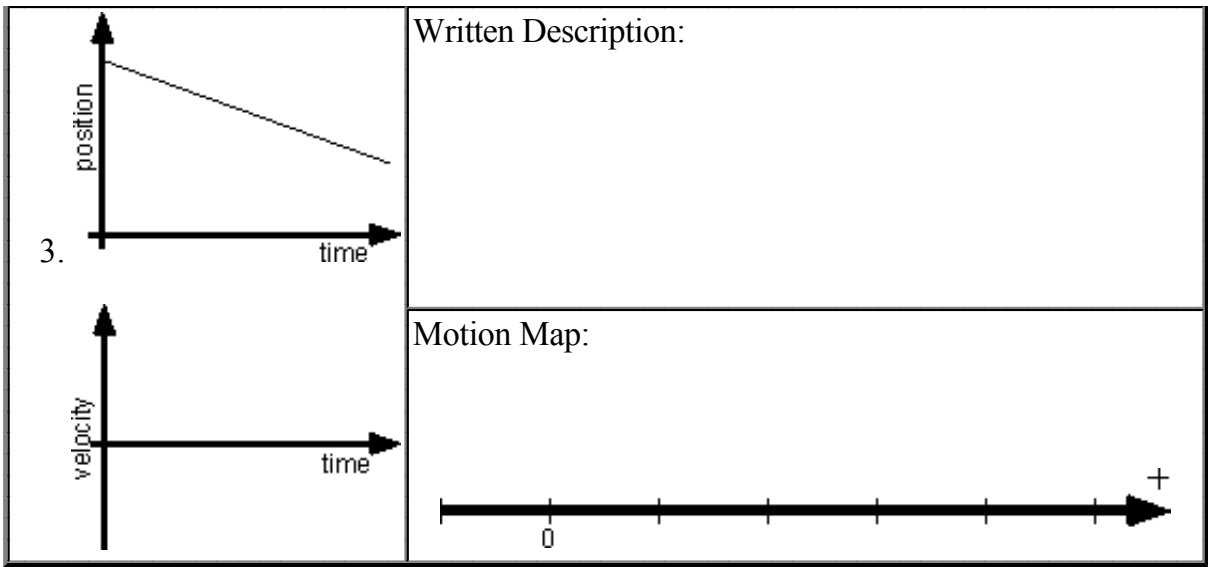 Written Description:
position
3.
time
Motion Map:
velocity
time
+
0